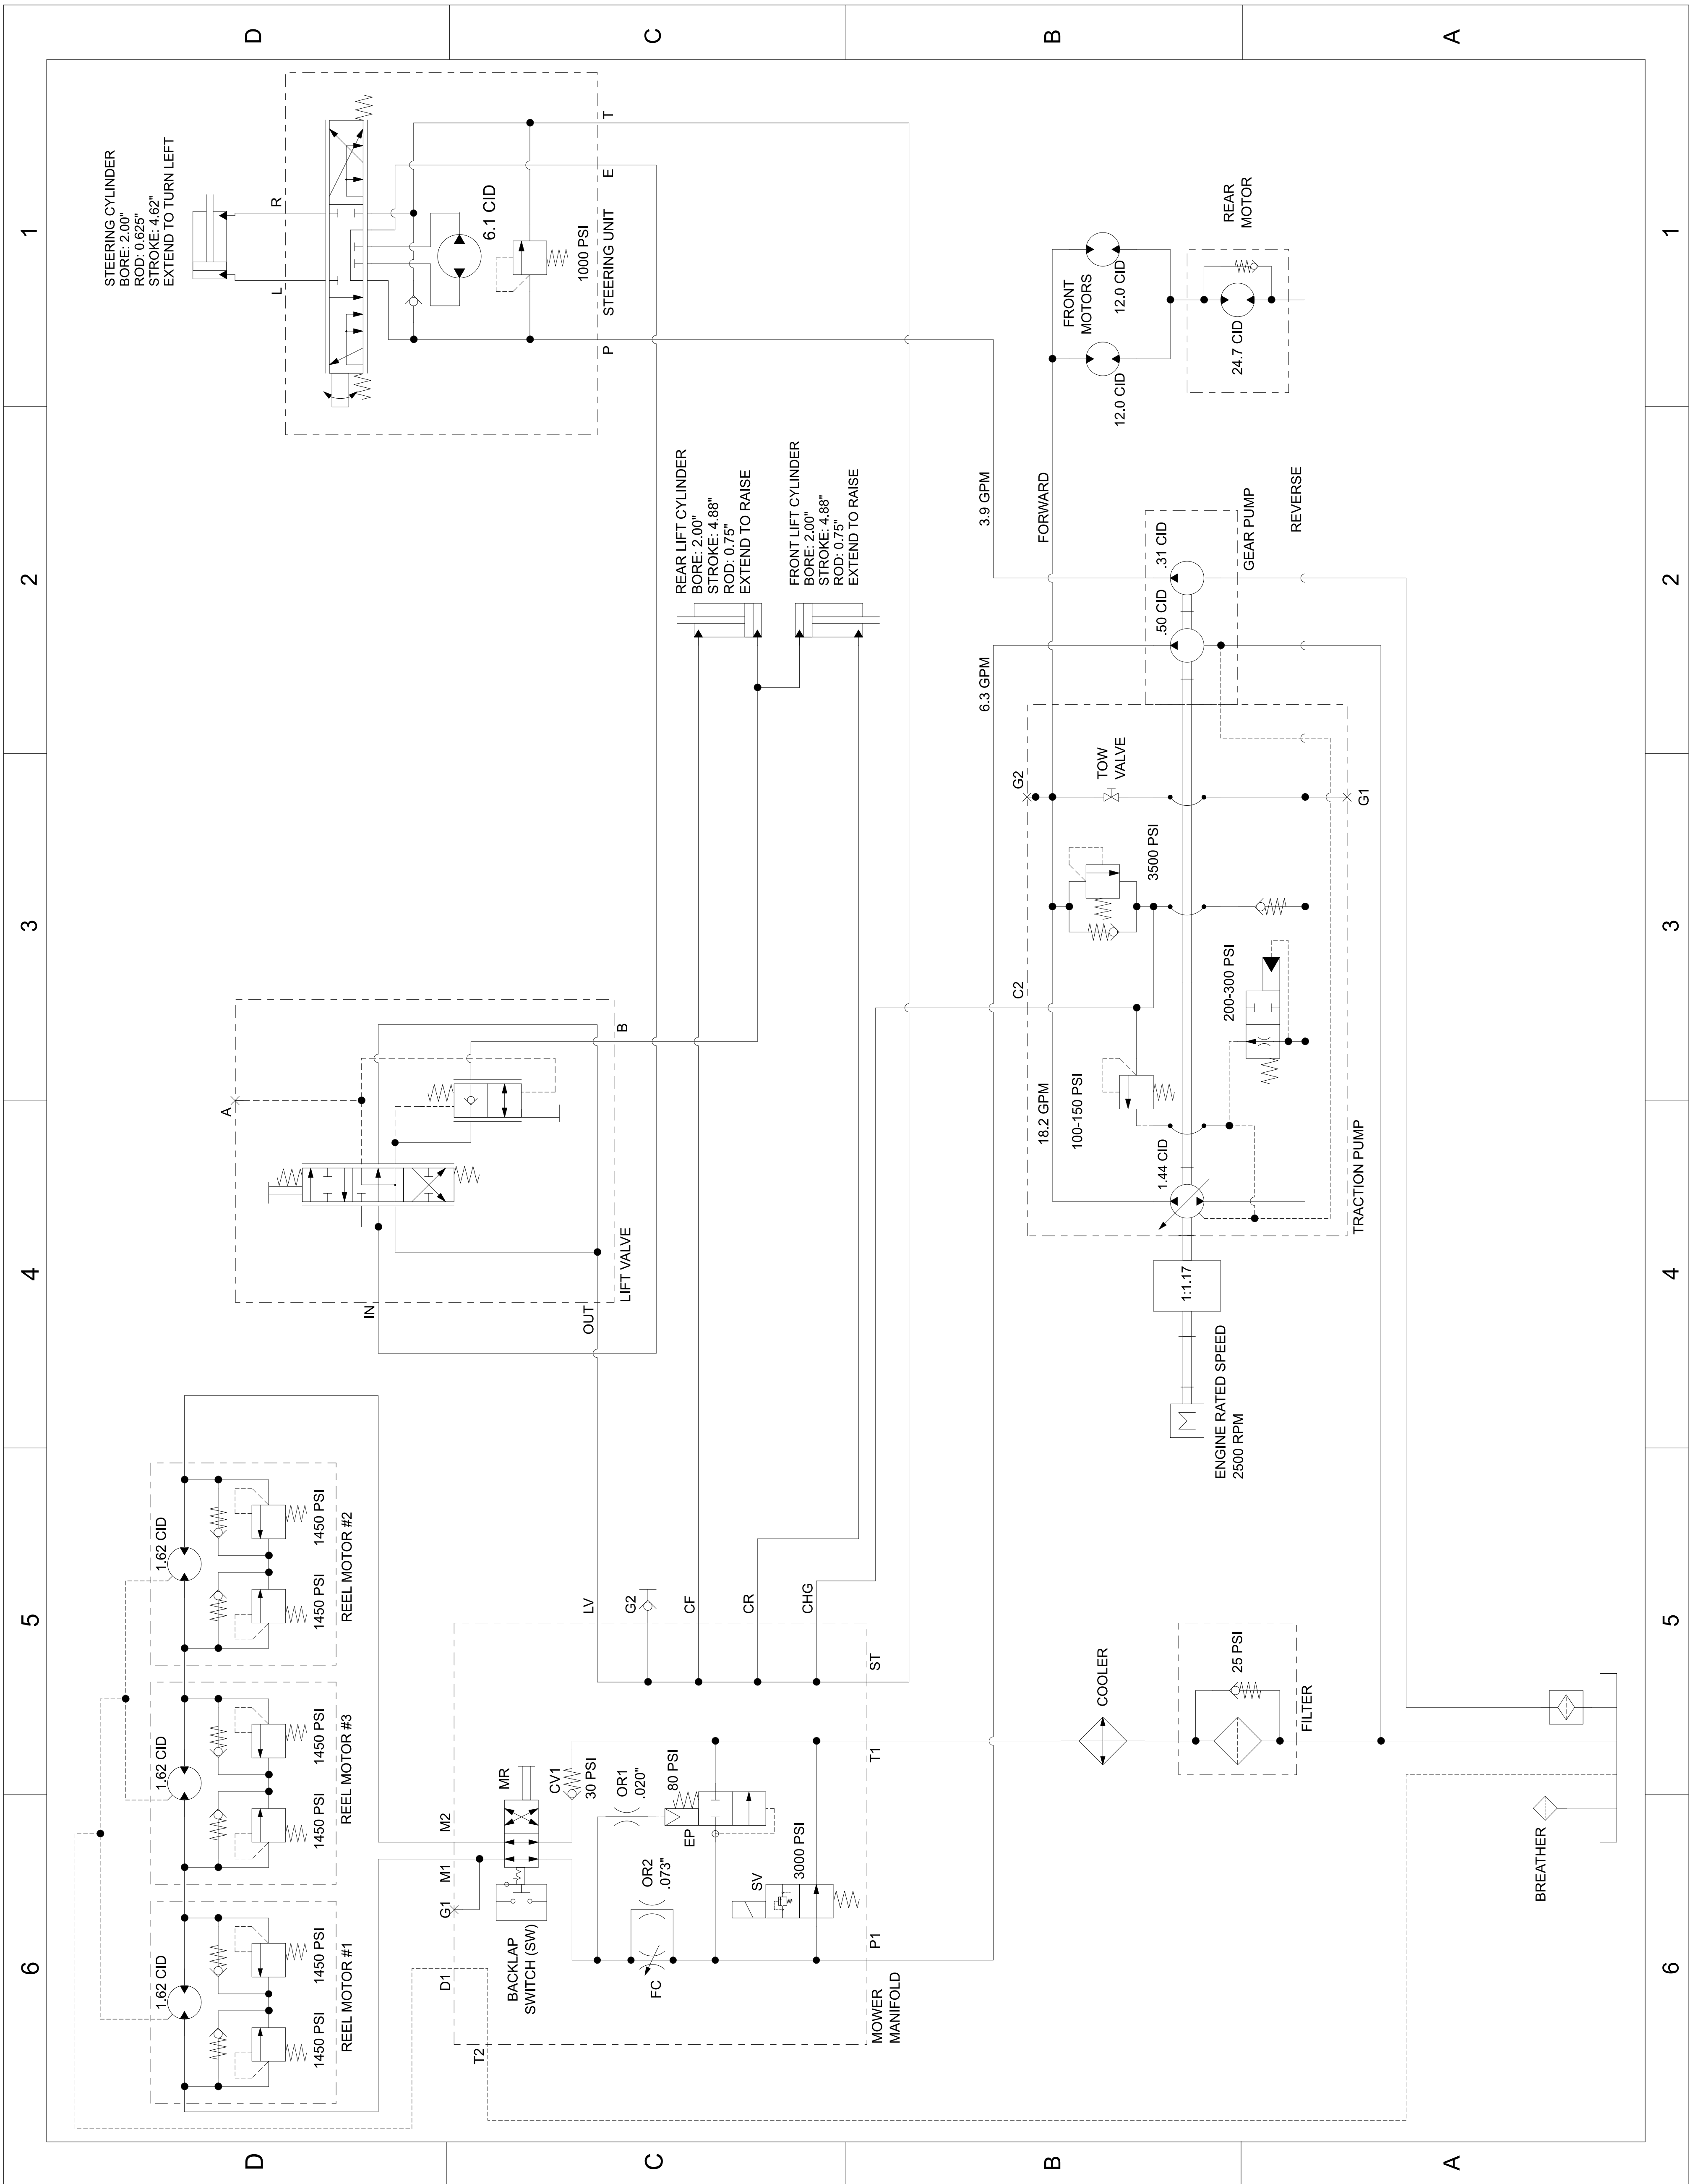 D
C
B
A
1
2
3
4
5
6
STEERING CYLINDER
BORE: 2.00"
ROD: 0.625"
STROKE: 4.62"
EXTEND TO TURN LEFT
L
R
6.1 CID
1000 PSI
STEERING UNIT
P
E
T
FRONT
MOTORS
12.0 CID
12.0 CID
REAR
MOTOR
24.7 CID
REAR LIFT CYLINDER
BORE: 2.00"
STROKE: 4.88"
ROD: 0.75"
EXTEND TO RAISE
FRONT LIFT CYLINDER
BORE: 2.00"
STROKE: 4.88"
ROD: 0.75"
EXTEND TO RAISE
3.9 GPM
6.3 GPM
FORWARD
REVERSE
.50 CID
.31 CID
GEAR PUMP
G2
TOW
VALVE
G1
3500 PSI
C2
200-300 PSI
18.2 GPM
100-150 PSI
1.44 CID
TRACTION PUMP
1:1.17
M
ENGINE RATED SPEED
2500 RPM
A
B
IN
OUT
LIFT VALVE
1.62 CID
1450 PSI
1450 PSI
REEL MOTOR #2
1.62 CID
1450 PSI
1450 PSI
REEL MOTOR #3
1.62 CID
1450 PSI
1450 PSI
REEL MOTOR #1
LV
G2
CF
CR
CHG
ST
T2
D1
G1
M1
M2
MR
BACKLAP
SWITCH (SW)
CV1
30 PSI
OR1
.020"
OR2
.073"
FC
80 PSI
EP
SV
3000 PSI
P1
T1
MOWER
MANIFOLD
COOLER
25 PSI
FILTER
BREATHER
1
2
3
4
5
6
D
C
B
A